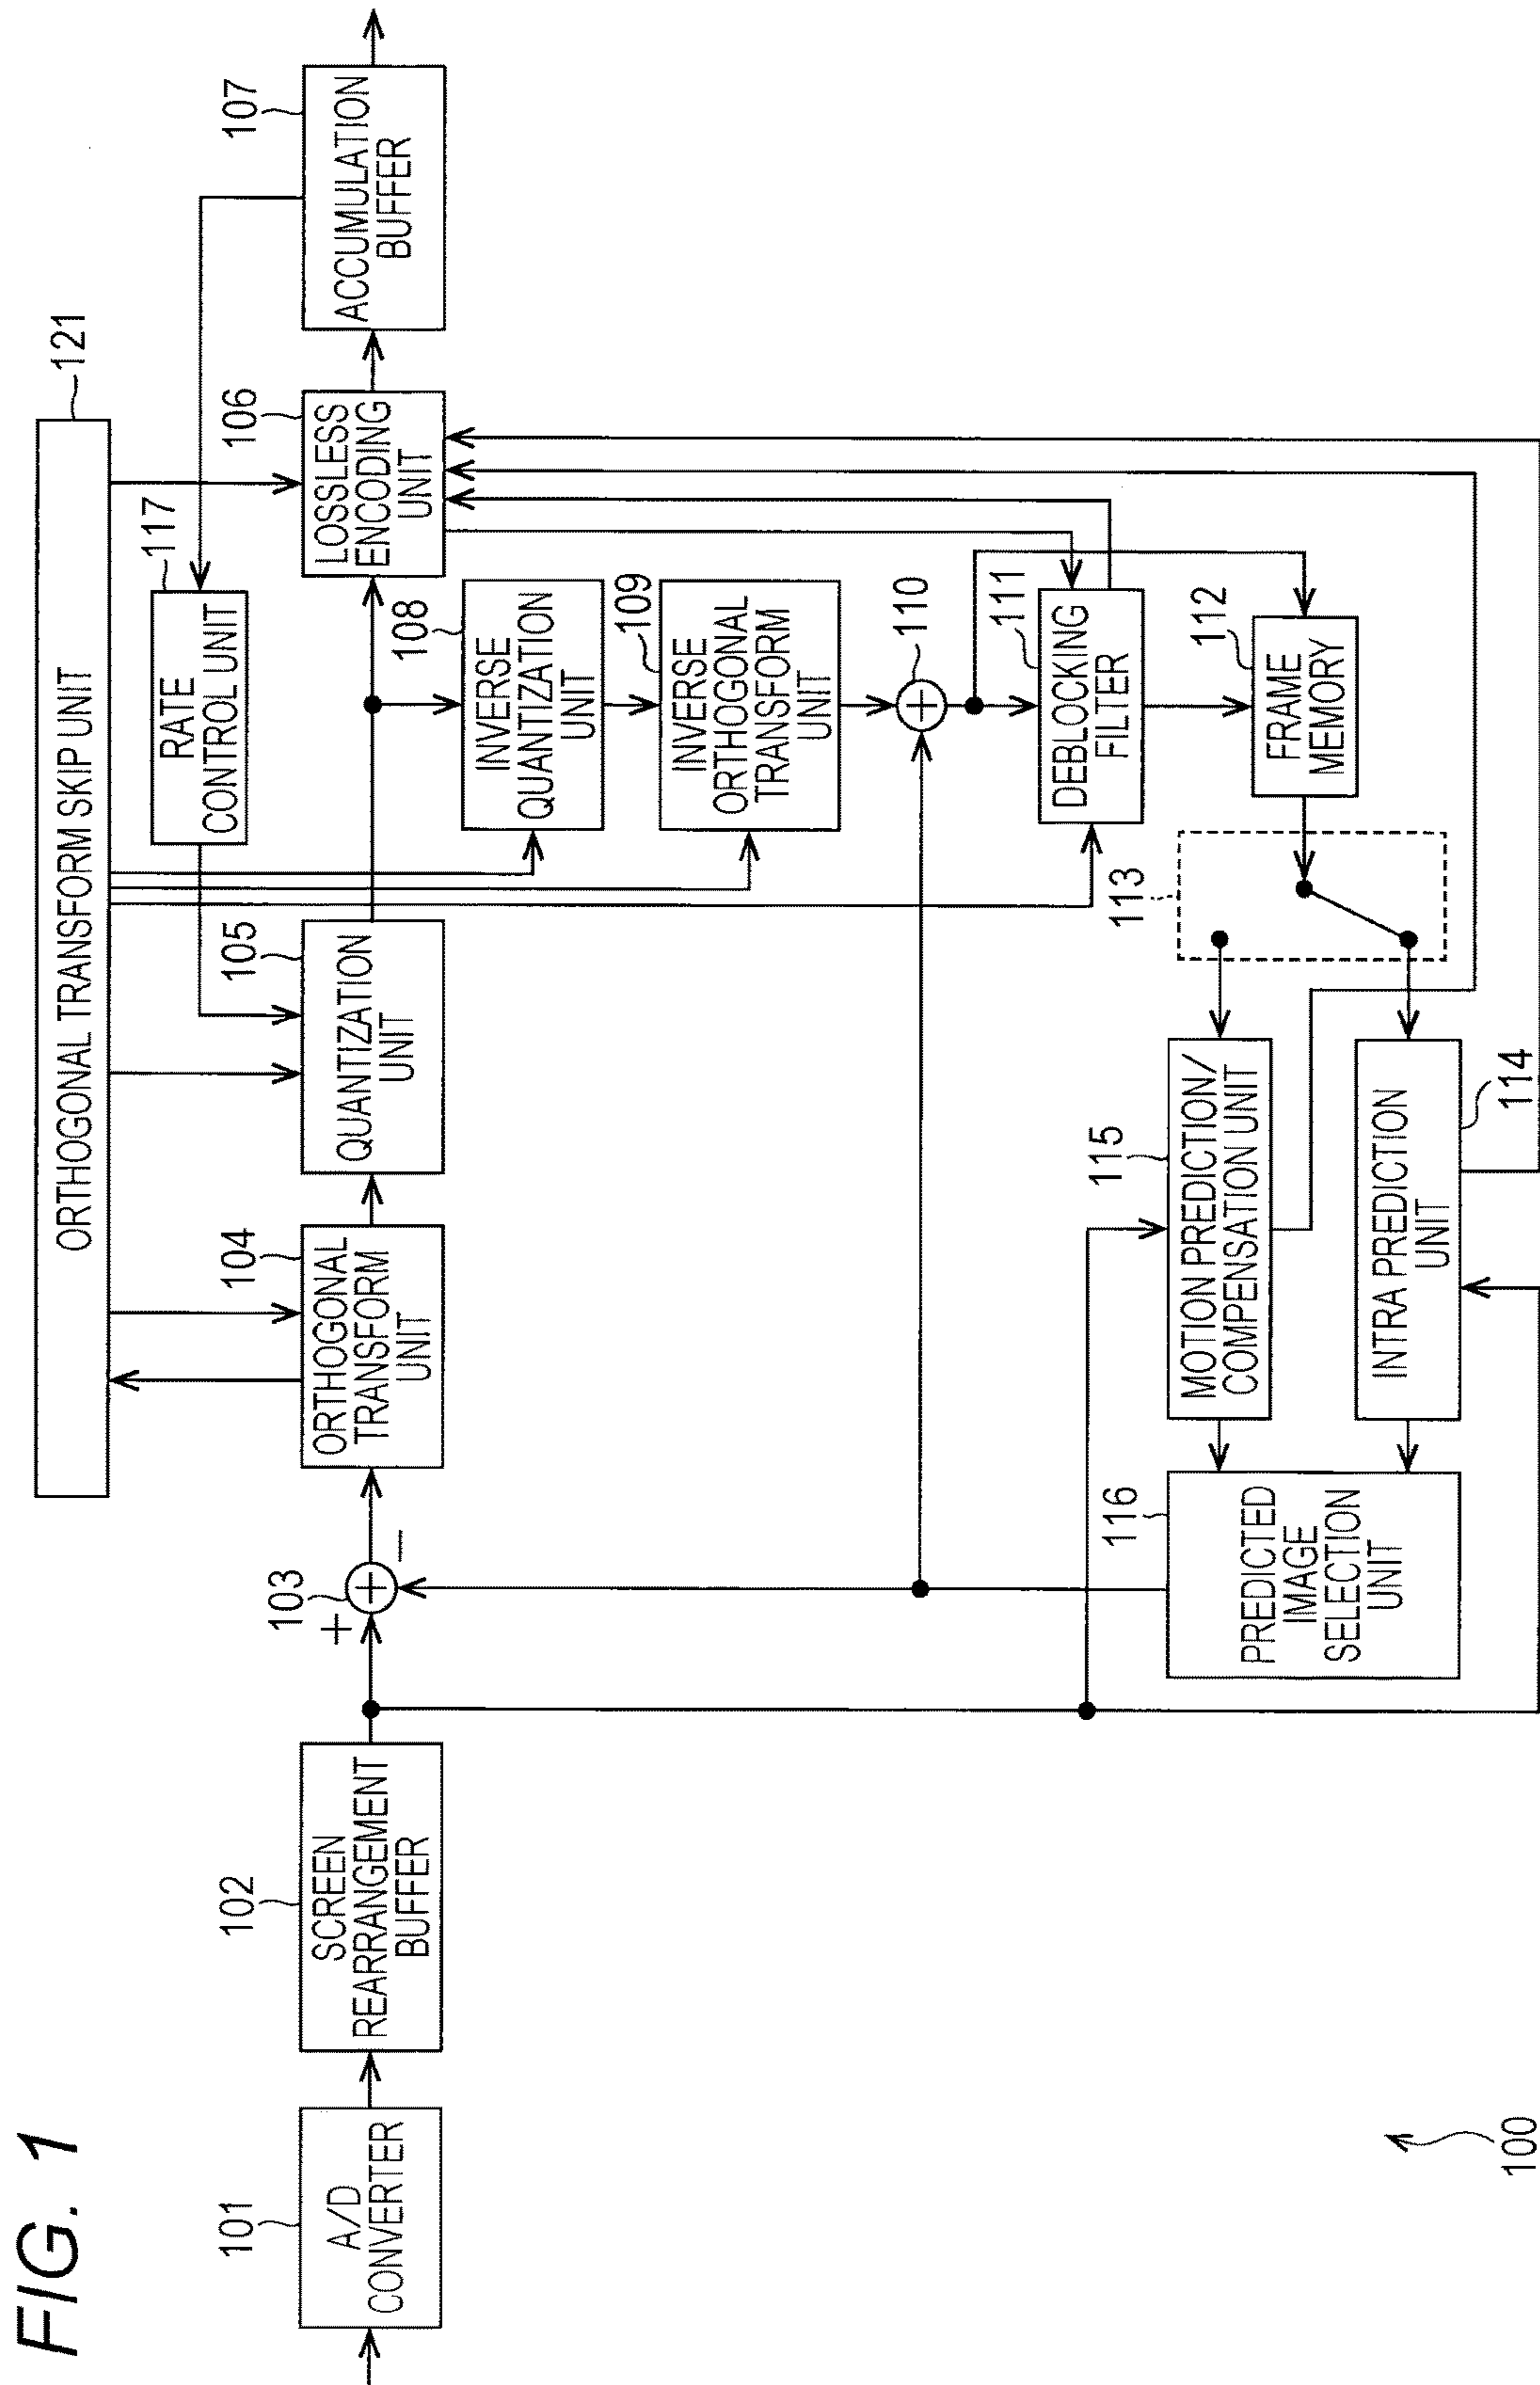 FIG. 1
ORTHOGONAL TRANSFORM SKIP UNIT
121
117
RATE
CONTROL UNIT
101
A/D
CONVERTER
102
SCREEN
REARRANGEMENT
BUFFER
103
+
−
104
ORTHOGONAL
TRANSFORM
UNIT
105
QUANTIZATION
UNIT
106
LOSSLESS
ENCODING
UNIT
107
ACCUMULATION
BUFFER
108
INVERSE
QUANTIZATION
UNIT
109
INVERSE
ORTHOGONAL
TRANSFORM
UNIT
110
111
DEBLOCKING
FILTER
112
FRAME
MEMORY
113
115
MOTION PREDICTION/
COMPENSATION UNIT
116
PREDICTED
IMAGE
SELECTION
UNIT
INTRA PREDICTION
UNIT
114
100